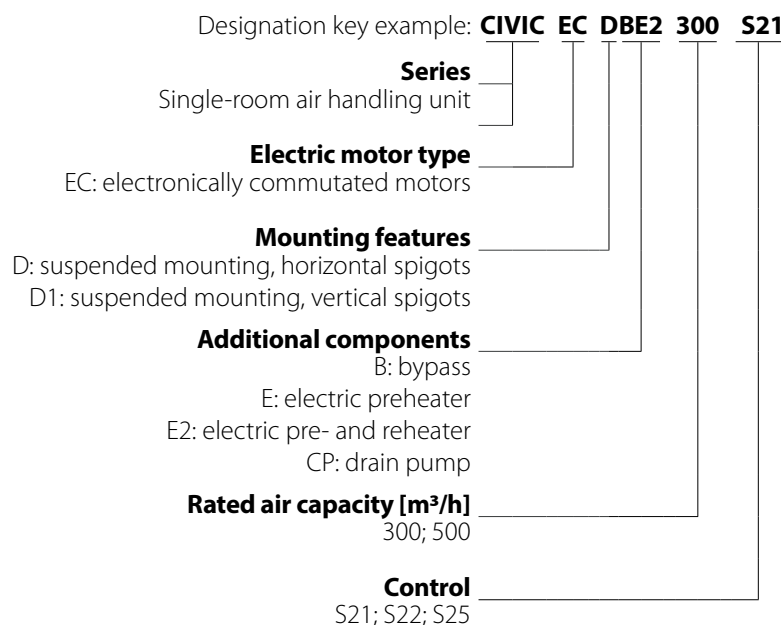 Designation key example: CIVIC EC DBE2 300 S21
Series
Single-room air handling unit
Electric motor type
EC: electronically commutated motors
Mounting features
D: suspended mounting, horizontal spigots
D1: suspended mounting, vertical spigots
Additional components
B: bypass
E: electric preheater
E2: electric pre- and reheater
CP: drain pump
Rated air capacity [m³/h]
300; 500
Control
S21; S22; S25